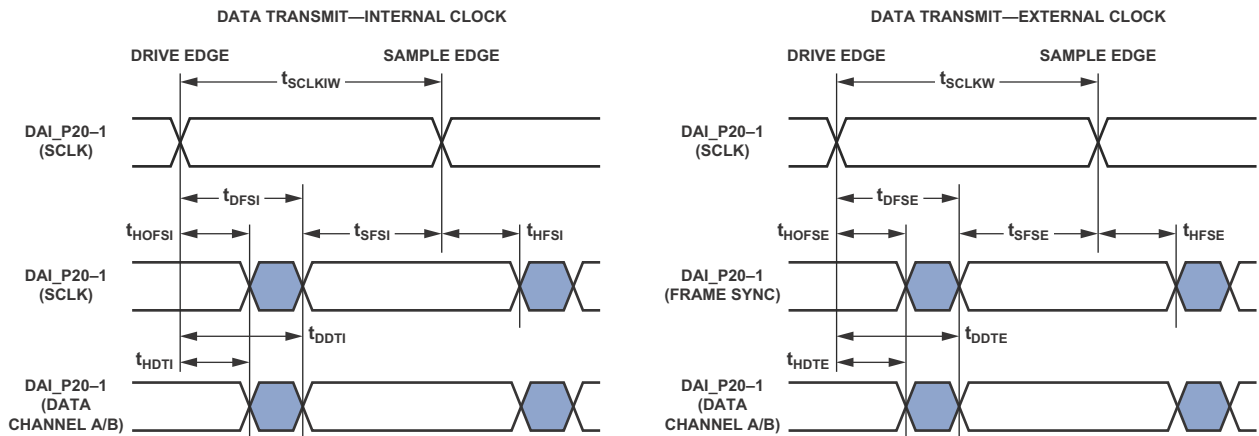 DATA TRANSMIT—INTERNAL CLOCK
DRIVE EDGE
SAMPLE EDGE
tSCLKIW
DAI_P20–1
(SCLK)
tDFSI
tHOFSI
tSFSI
tHFSI
DAI_P20–1
(SCLK)
tDDTI
tHDTI
DAI_P20–1
(DATA
CHANNEL A/B)
DATA TRANSMIT—EXTERNAL CLOCK
DRIVE EDGE
SAMPLE EDGE
tSCLKW
DAI_P20–1
(SCLK)
tDFSE
tHOFSE
tSFSE
tHFSE
DAI_P20–1
(FRAME SYNC)
tDDTE
tHDTE
DAI_P20–1
(DATA
CHANNEL A/B)